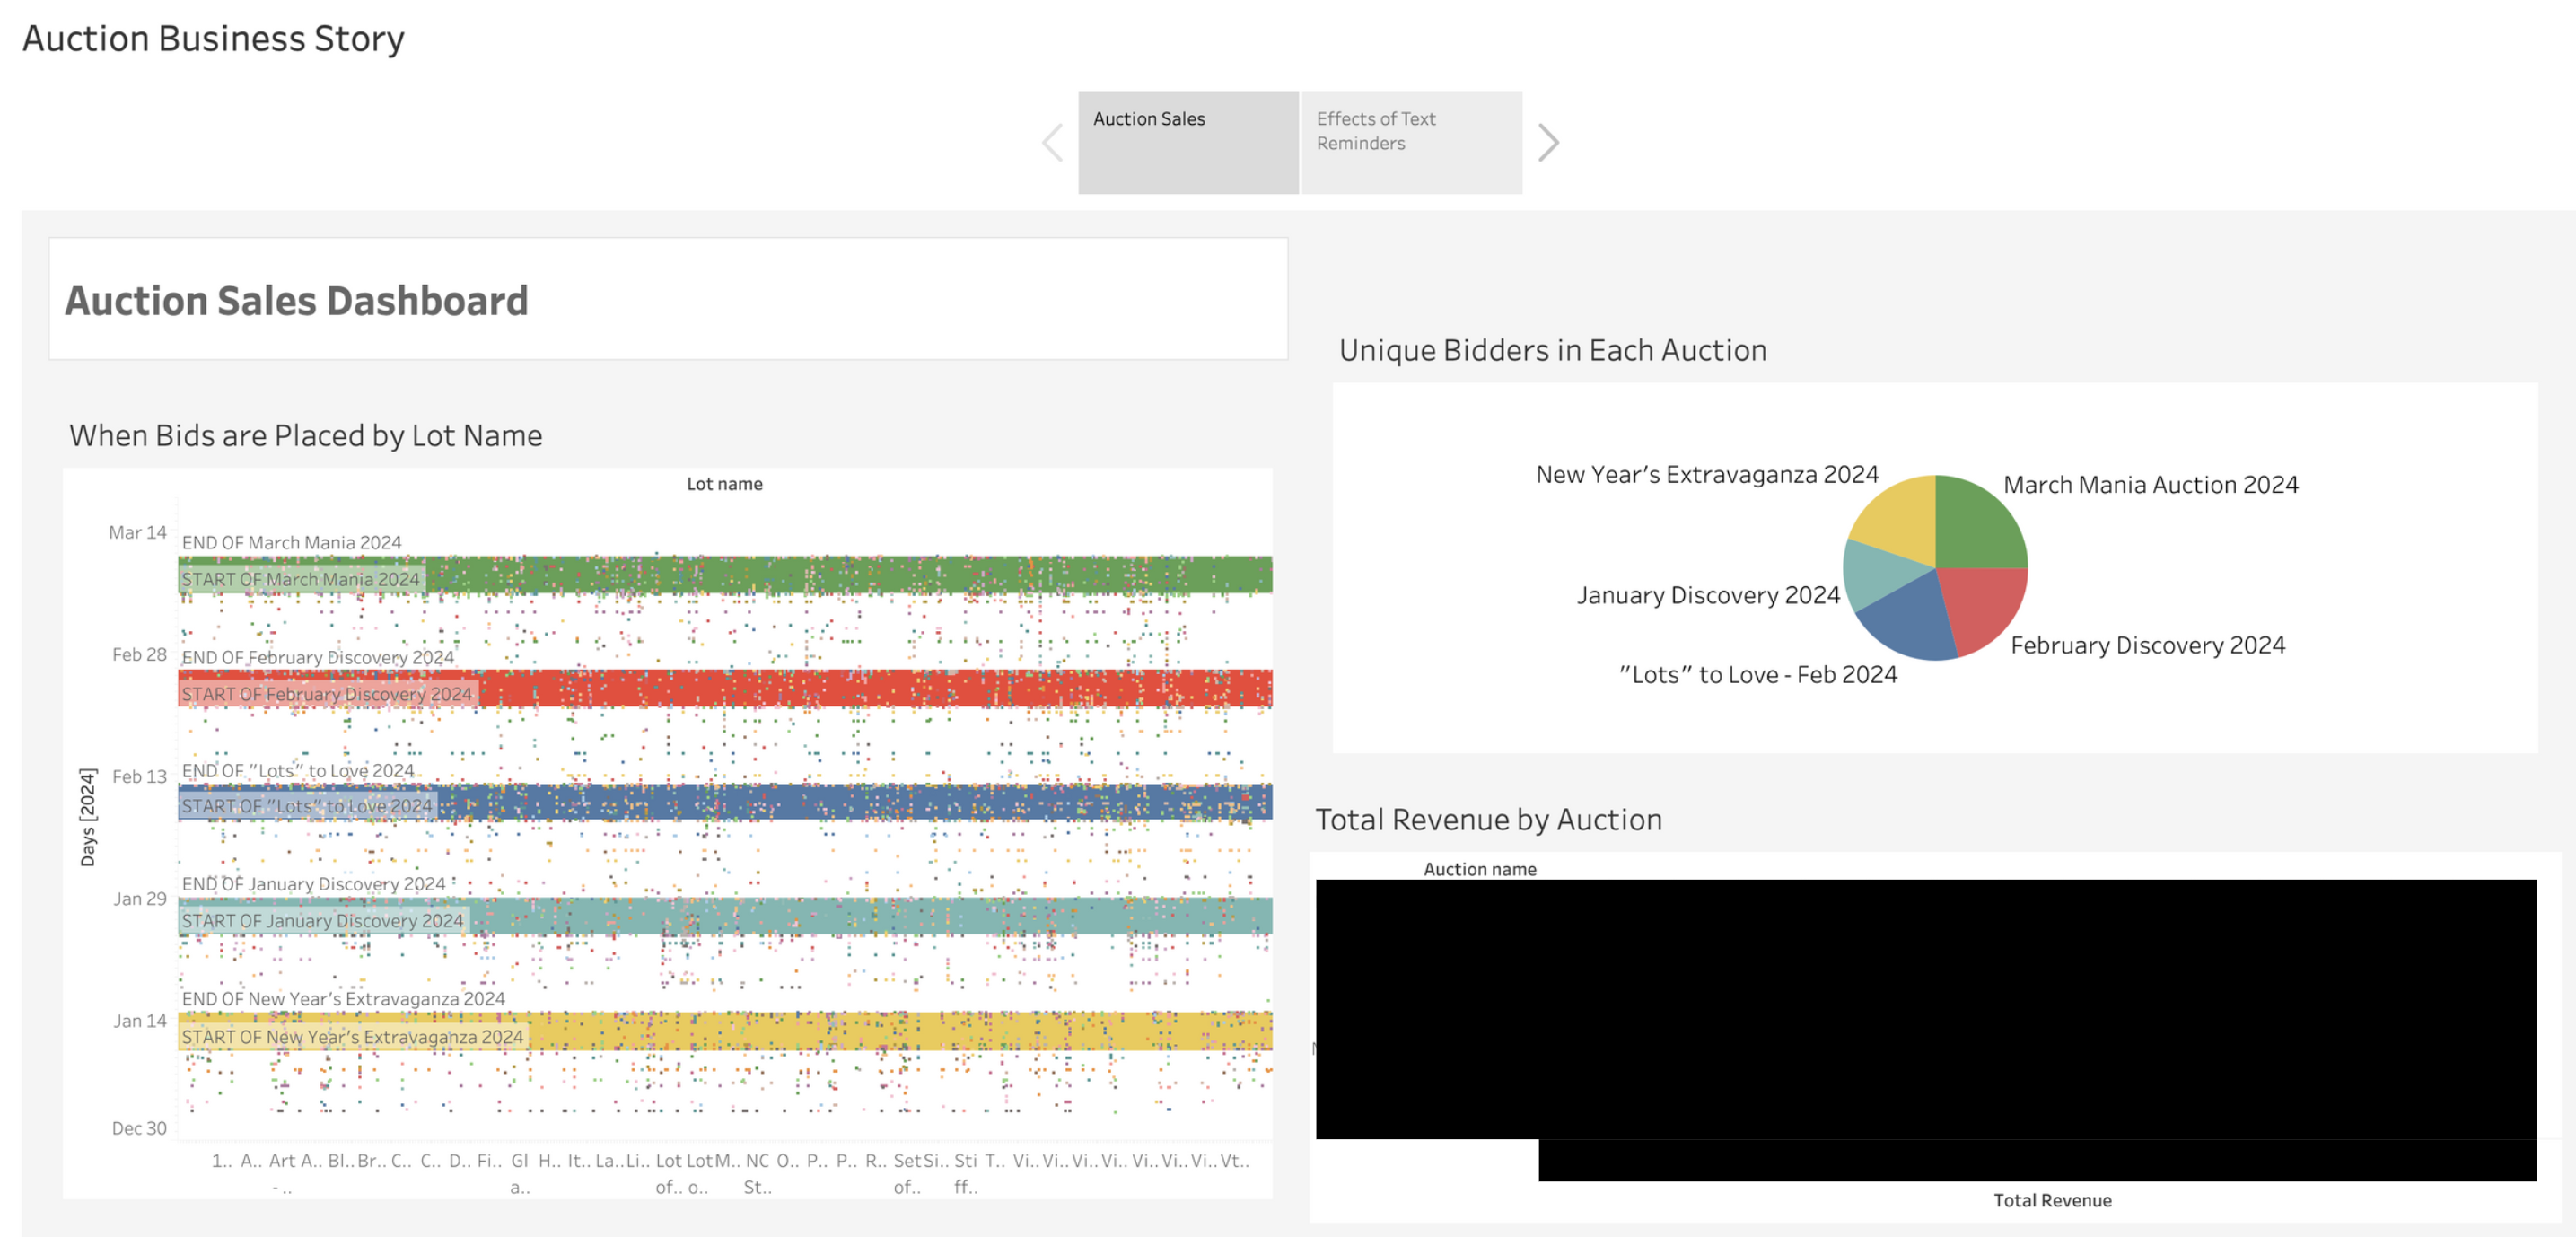 Auction Business Story
Auction Sales
Effects of Text
Reminders
Auction Sales Dashboard
When Bids are Placed by Lot Name
Lot name
Mar 14
END OF March Mania 2024
START OF March Mania 2024
Feb 28
END OF February Discovery 2024
START OF February Discovery 2024
Feb 13
END OF "Lots" to Love 2024
START OF "Lots" to Love 2024
Days [2024]
END OF January Discovery 2024
Jan 29
START OF January Discovery 2024
END OF New Year's Extravaganza 2024
Jan 14
START OF New Year's Extravaganza 2024
Dec 30
1.. A.. Art A.. Bl.. Br.. C.. C.. D.. Fi.. Gl H.. It.. La.. Li.. Lot Lot M.. NC O.. P.. P.. R.. Set Si.. Sti T.. Vi.. Vi.. Vi.. Vi.. Vi.. Vi.. Vi.. Vt..
- .. a.. of.. o.. St.. of.. ff..
Unique Bidders in Each Auction
New Year's Extravaganza 2024
March Mania Auction 2024
January Discovery 2024
February Discovery 2024
"Lots" to Love - Feb 2024
Total Revenue by Auction
Auction name
Total Revenue